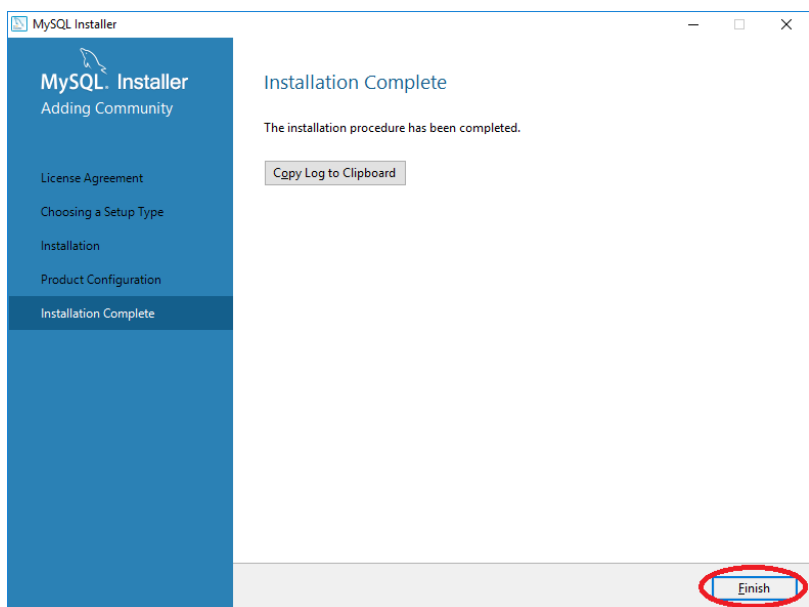 MySQL Installer
MySQL. Installer
Adding Community
License Agreement
Choosing a Setup Type
Installation
Product Configuration
Installation Complete
Installation Complete
The installation procedure has been completed.
Copy Log to Clipboard
Finish